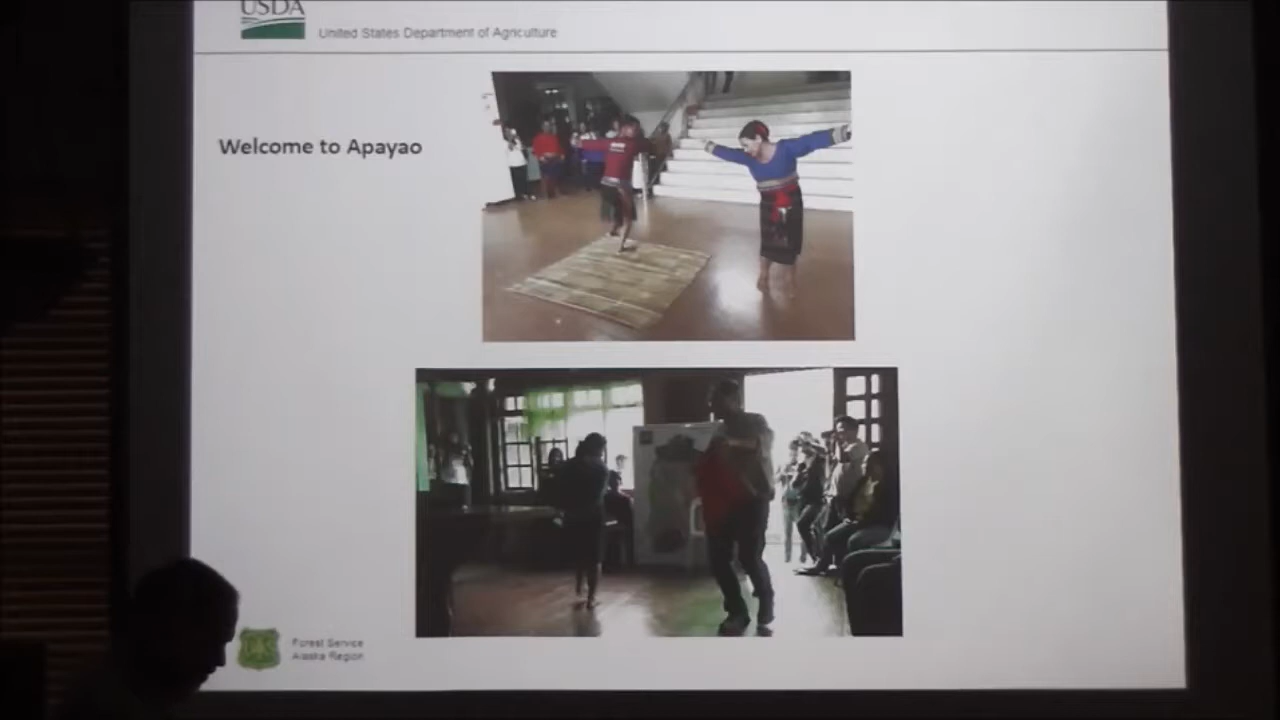 USDA
United States Department of Agriculture
Welcome to Apayao
Forest Service
Alaska Region